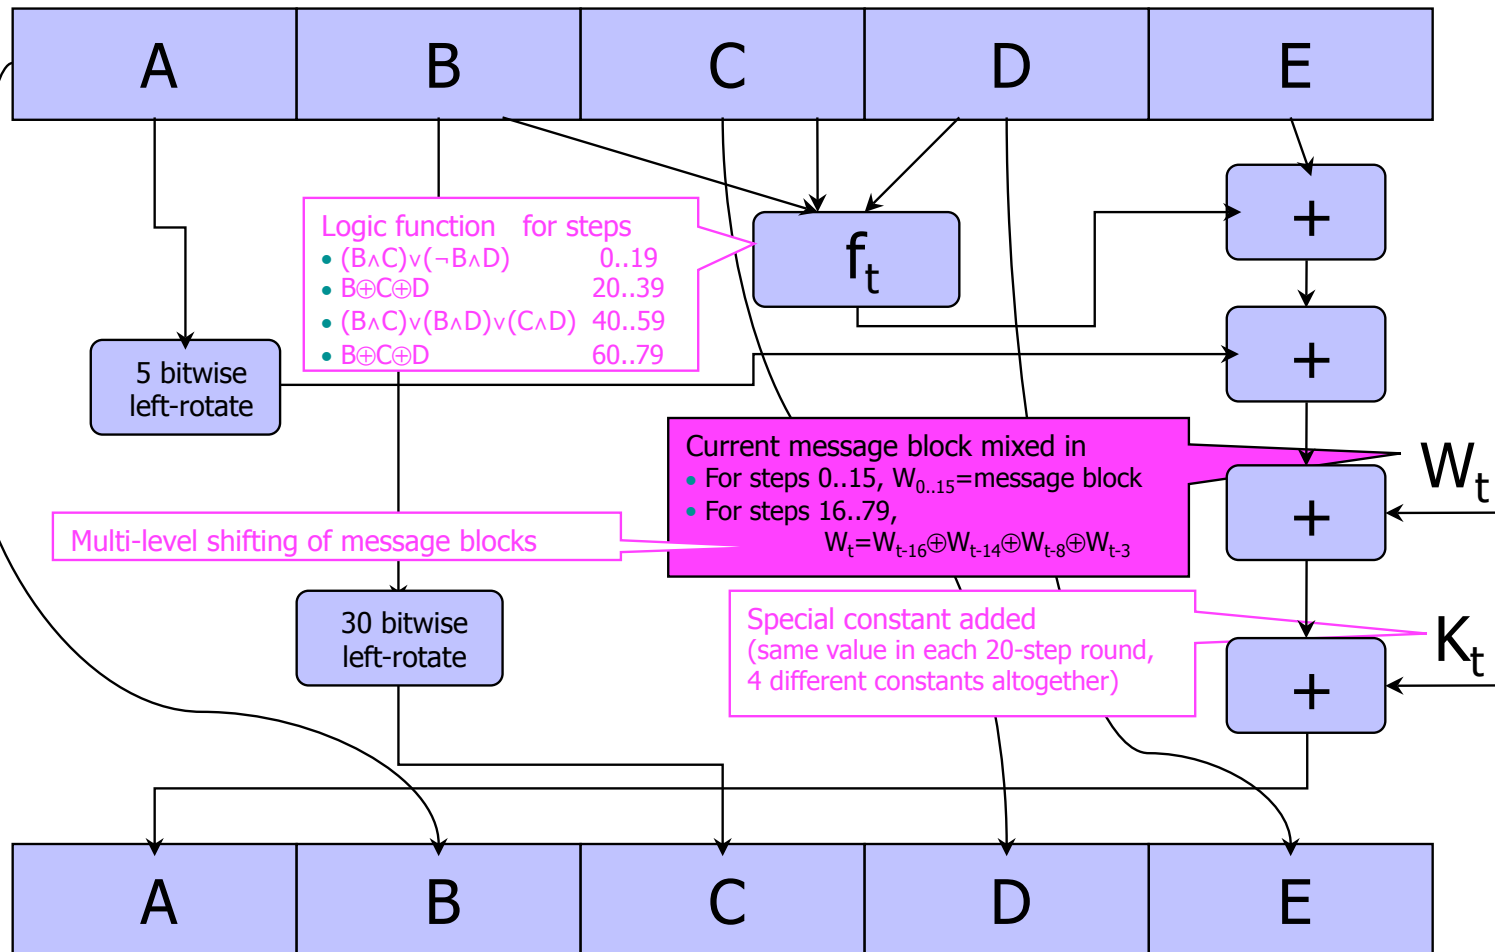 A B C D E
Logic function for steps
• (B∧C)∨(¬B∧D) 0..19
• B⊕C⊕D 20..39
• (B∧C)∨(B∧D)∨(C∧D) 40..59
• B⊕C⊕D 60..79
fₜ
+
+
5 bitwise
left-rotate
Current message block mixed in
• For steps 0..15, W₀..₁₅=message block
• For steps 16..79,
Wₜ=Wₜ₋₁₆⊕Wₜ₋₁₄⊕Wₜ₋₈⊕Wₜ₋₃
Wₜ
+
Multi-level shifting of message blocks
30 bitwise
left-rotate
Special constant added
(same value in each 20-step round,
4 different constants altogether)
Kₜ
+
A B C D E